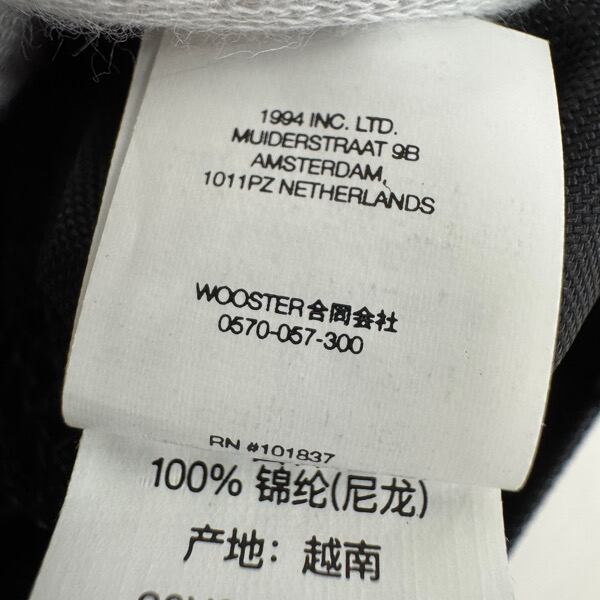 1994 INC. LTD.
MUIDERSTRAAT 9B
AMSTERDAM,
1011PZ NETHERLANDS
WOOSTER合同会社
0570-057-300
RN #101837
100% 锦纶(尼龙)
产地: 越南